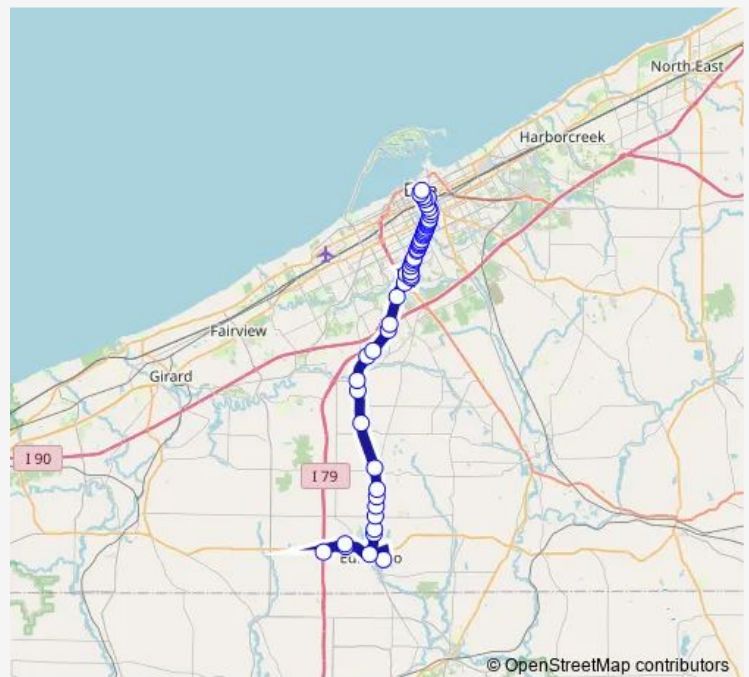 North East
Harborcreek
Fairview
Girard
I 90
I 79
© OpenStreetMap contributors